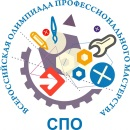 ВСЕРОССИЙСКАЯ ОЛИМПИАДА ПРОФЕССИОНАЛЬНОГО МАСТЕРСТВА
СПО